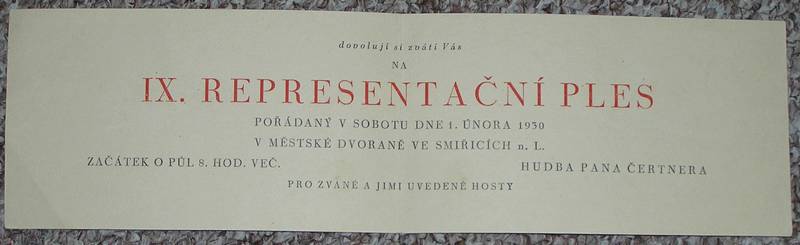 dovolují si zváti Vás
NA
IX. REPRESENTAČNÍ PLES
POŘÁDANÝ V SOBOTU DNE 1. ÚNORA 1930
V MĚSTSKÉ DVORANĚ VE SMIŘICÍCH n. L.
ZAČÁTEK O PŮL 8. HOD. VEČ.
HUDBA PANA ČERTNERA
PRO ZVANÉ A JIMI UVEDENÉ HOSTY